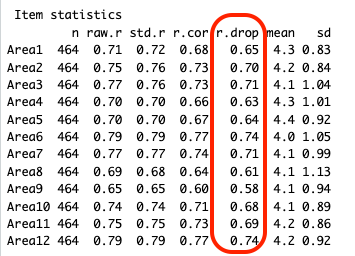 Item statistics
n raw.r std.r r.cor r.drop mean sd
Area1 464 0.71 0.72 0.68 0.65 4.3 0.83
Area2 464 0.75 0.76 0.73 0.70 4.2 0.84
Area3 464 0.77 0.76 0.73 0.71 4.1 1.04
Area4 464 0.70 0.70 0.66 0.63 4.3 1.01
Area5 464 0.70 0.70 0.67 0.64 4.4 0.92
Area6 464 0.79 0.79 0.77 0.74 4.0 1.05
Area7 464 0.77 0.77 0.74 0.71 4.1 0.99
Area8 464 0.69 0.68 0.64 0.61 4.1 1.13
Area9 464 0.65 0.65 0.60 0.58 4.1 0.94
Area10 464 0.74 0.74 0.71 0.68 4.1 0.89
Area11 464 0.75 0.75 0.73 0.69 4.2 0.86
Area12 464 0.79 0.79 0.77 0.74 4.2 0.92